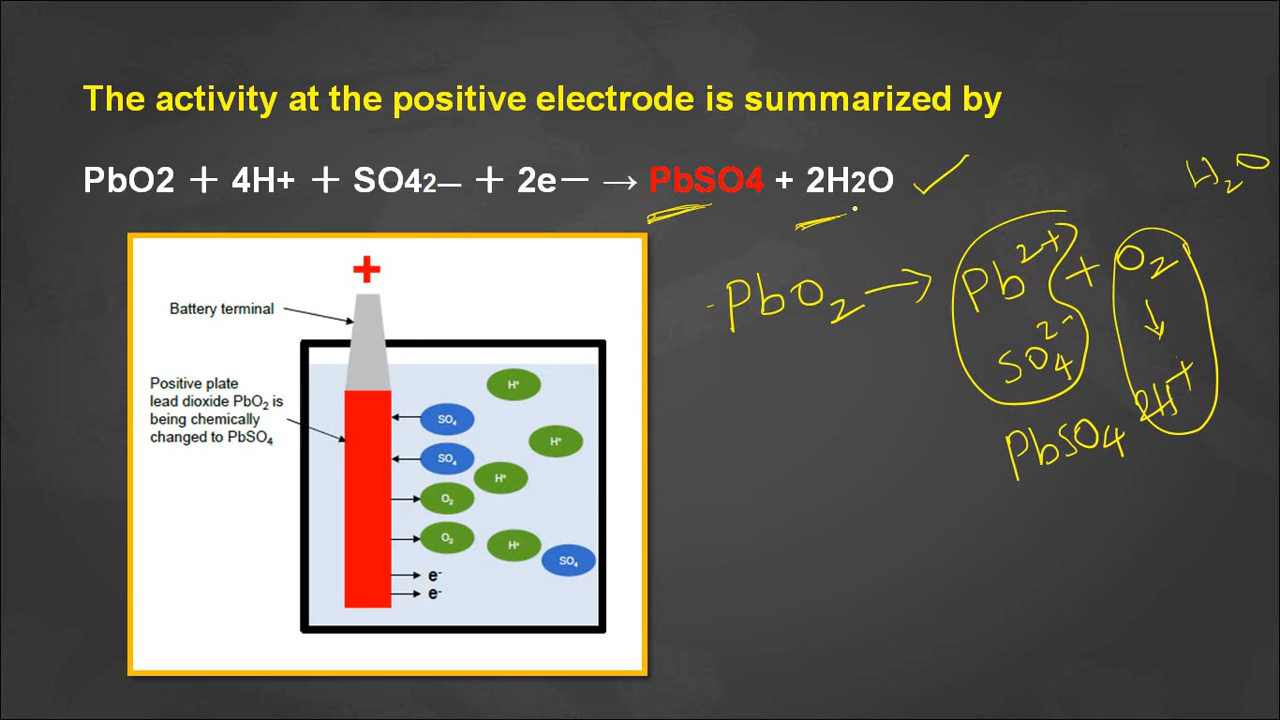 The activity at the positive electrode is summarized by
PbO2 + 4H+ + SO42— + 2e— → PbSO4 + 2H2O
H2O
PbO2 → Pb2+ + O2
↓
SO42-
2H+
PbSO4
+
Battery terminal
Positive plate
lead dioxide PbO₂ is
being chemically
changed to PbSO₄
H⁺
SO₄
H⁺
SO₄
H⁺
O₂
O₂
H⁺
SO₄
e⁻
e⁻